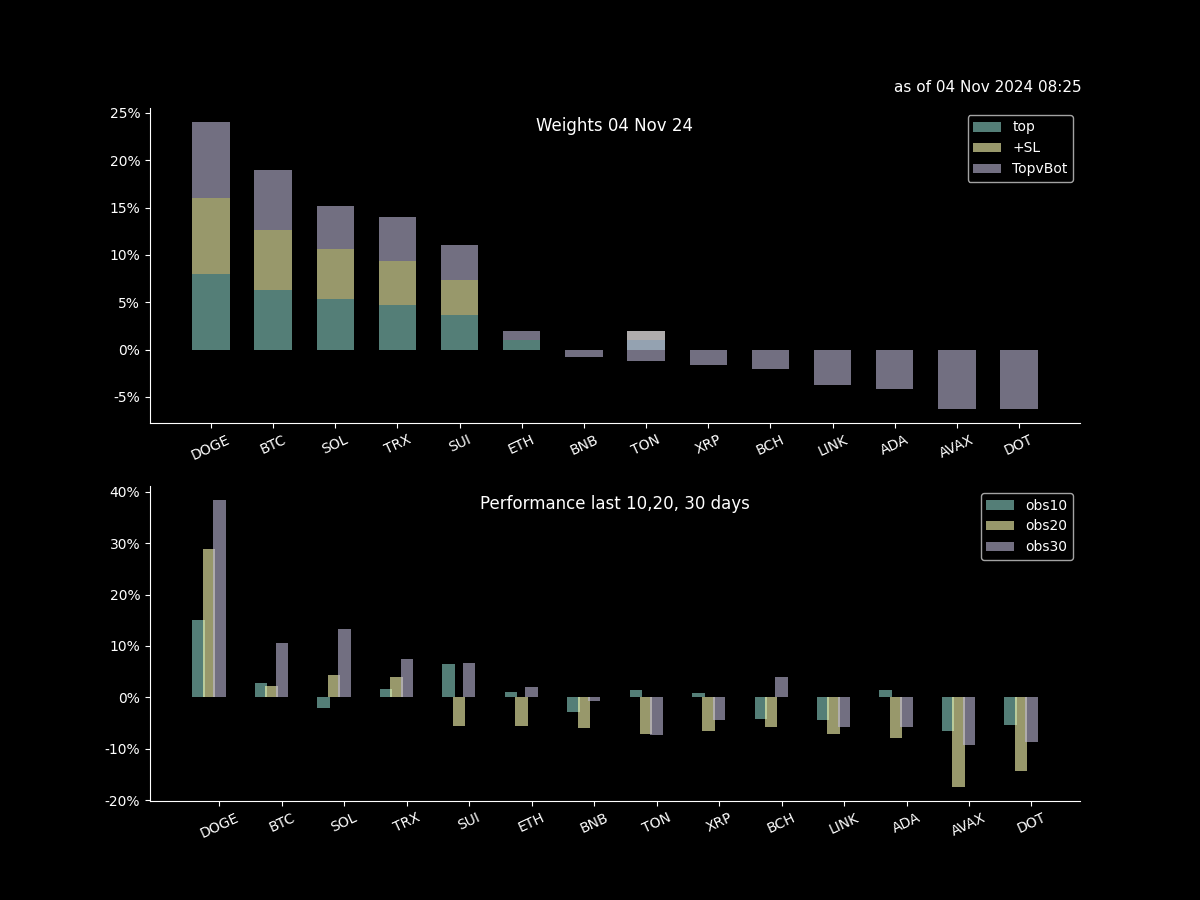 as of 04 Nov 2024 08:25
Weights 04 Nov 24
top
+SL
TopvBot
25%
20%
15%
10%
5%
0%
-5%
DOGE BTC SOL TRX SUI ETH BNB TON XRP BCH LINK ADA AVAX DOT
Performance last 10,20, 30 days
obs10
obs20
obs30
40%
30%
20%
10%
0%
-10%
-20%
DOGE BTC SOL TRX SUI ETH BNB TON XRP BCH LINK ADA AVAX DOT